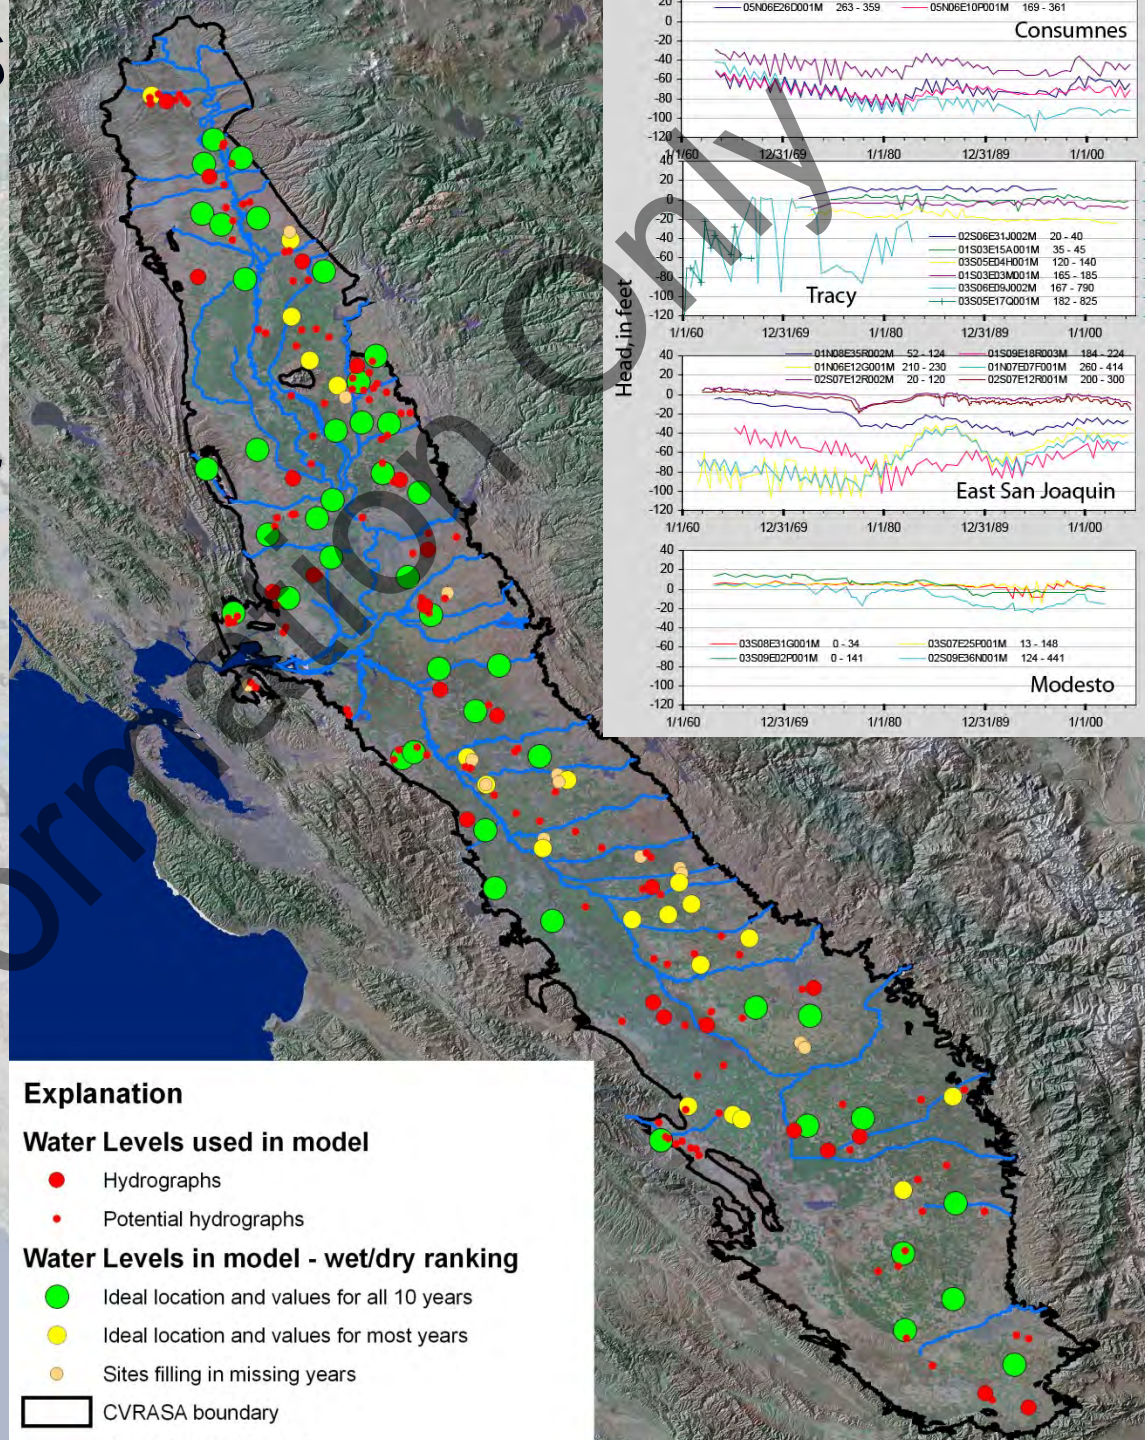 20
05N06E26D001M 263 - 359 05N06E10P001M 169 - 361
0
Consumnes
-20
-40
-60
-80
-100
-120
1/1/60 12/31/69 1/1/80 12/31/89 1/1/00
40
20
0
-20
-40
-60
-80
-100
-120
02S06E31J002M 20 - 40
01S03E15A001M 35 - 45
03S05E04H001M 120 - 140
01S03E03M001M 165 - 185
03S06E09J002M 167 - 790
03S05E17Q001M 182 - 825
Tracy
1/1/60 12/31/69 1/1/80 12/31/89 1/1/00
Head, in feet
40
20
0
-20
-40
-60
-80
-100
-120
01N08E35R002M 52 - 124 01S09E18R003M 184 - 224
01N06E12G001M 210 - 230 01N07E07F001M 260 - 414
02S07E12R002M 20 - 120 02S07E12R001M 200 - 300
East San Joaquin
1/1/60 12/31/69 1/1/80 12/31/89 1/1/00
40
20
0
-20
-40
-60
-80
-100
-120
03S08E31G001M 0 - 34 03S07E25P001M 13 - 148
03S09E02P001M 0 - 141 02S09E36N001M 124 - 441
Modesto
1/1/60 12/31/69 1/1/80 12/31/89 1/1/00
ormation Only
Explanation
Water Levels used in model
Hydrographs
Potential hydrographs
Water Levels in model - wet/dry ranking
Ideal location and values for all 10 years
Ideal location and values for most years
Sites filling in missing years
CVRASA boundary